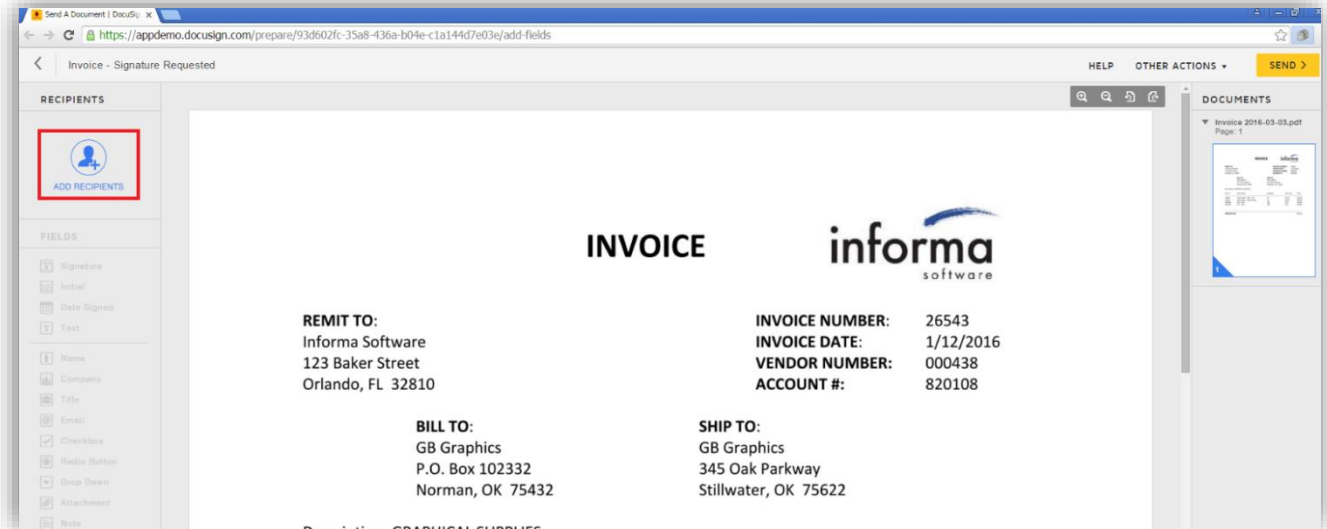 Send A Document | DocuSig
https://appdemo.docusign.com/prepare/93d602fc-35a8-436a-b04e-c1a144d7e03e/add-fields
Invoice - Signature Requested
HELP OTHER ACTIONS SEND >
RECIPIENTS
ADD RECIPIENTS
FIELDS
Signature
Initial
Date Signed
Text
Name
Company
Title
Email
Checkbox
Radio Button
Drop Down
Attachment
Note
INVOICE
informa
software
REMIT TO:
Informa Software
123 Baker Street
Orlando, FL 32810
INVOICE NUMBER: 26543
INVOICE DATE: 1/12/2016
VENDOR NUMBER: 000438
ACCOUNT #: 820108
BILL TO:
GB Graphics
P.O. Box 102332
Norman, OK 75432
SHIP TO:
GB Graphics
345 Oak Parkway
Stillwater, OK 75622
DOCUMENTS
Invoice 2016-03-03.pdf
Page: 1
1